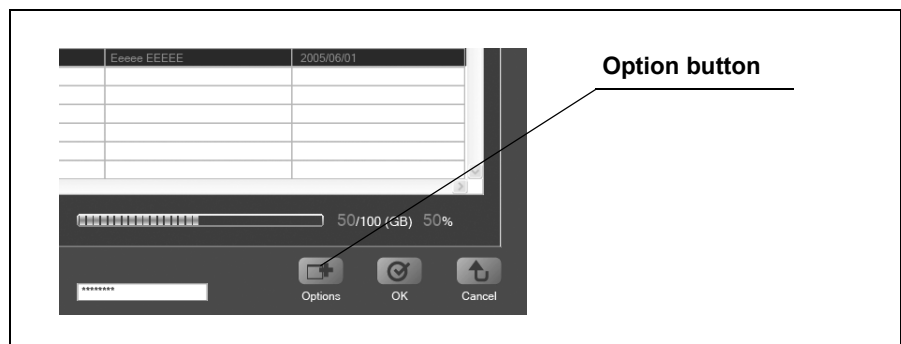 Eeeee EEEEE 2005/06/01
Option button
50/100 (GB) 50%
********
Options OK Cancel